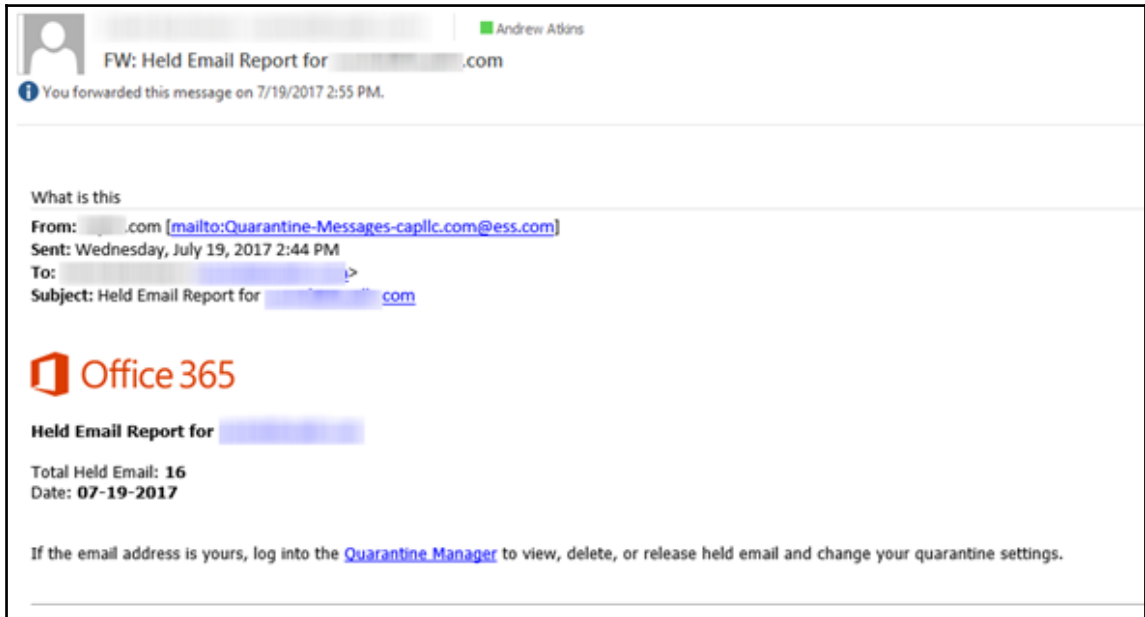 Andrew Atkins
FW: Held Email Report for .com
You forwarded this message on 7/19/2017 2:55 PM.
What is this
From: .com [mailto:Quarantine-Messages-capllc.com@ess.com]
Sent: Wednesday, July 19, 2017 2:44 PM
To: >
Subject: Held Email Report for com
Office 365
Held Email Report for
Total Held Email: 16
Date: 07-19-2017
If the email address is yours, log into the Quarantine Manager to view, delete, or release held email and change your quarantine settings.